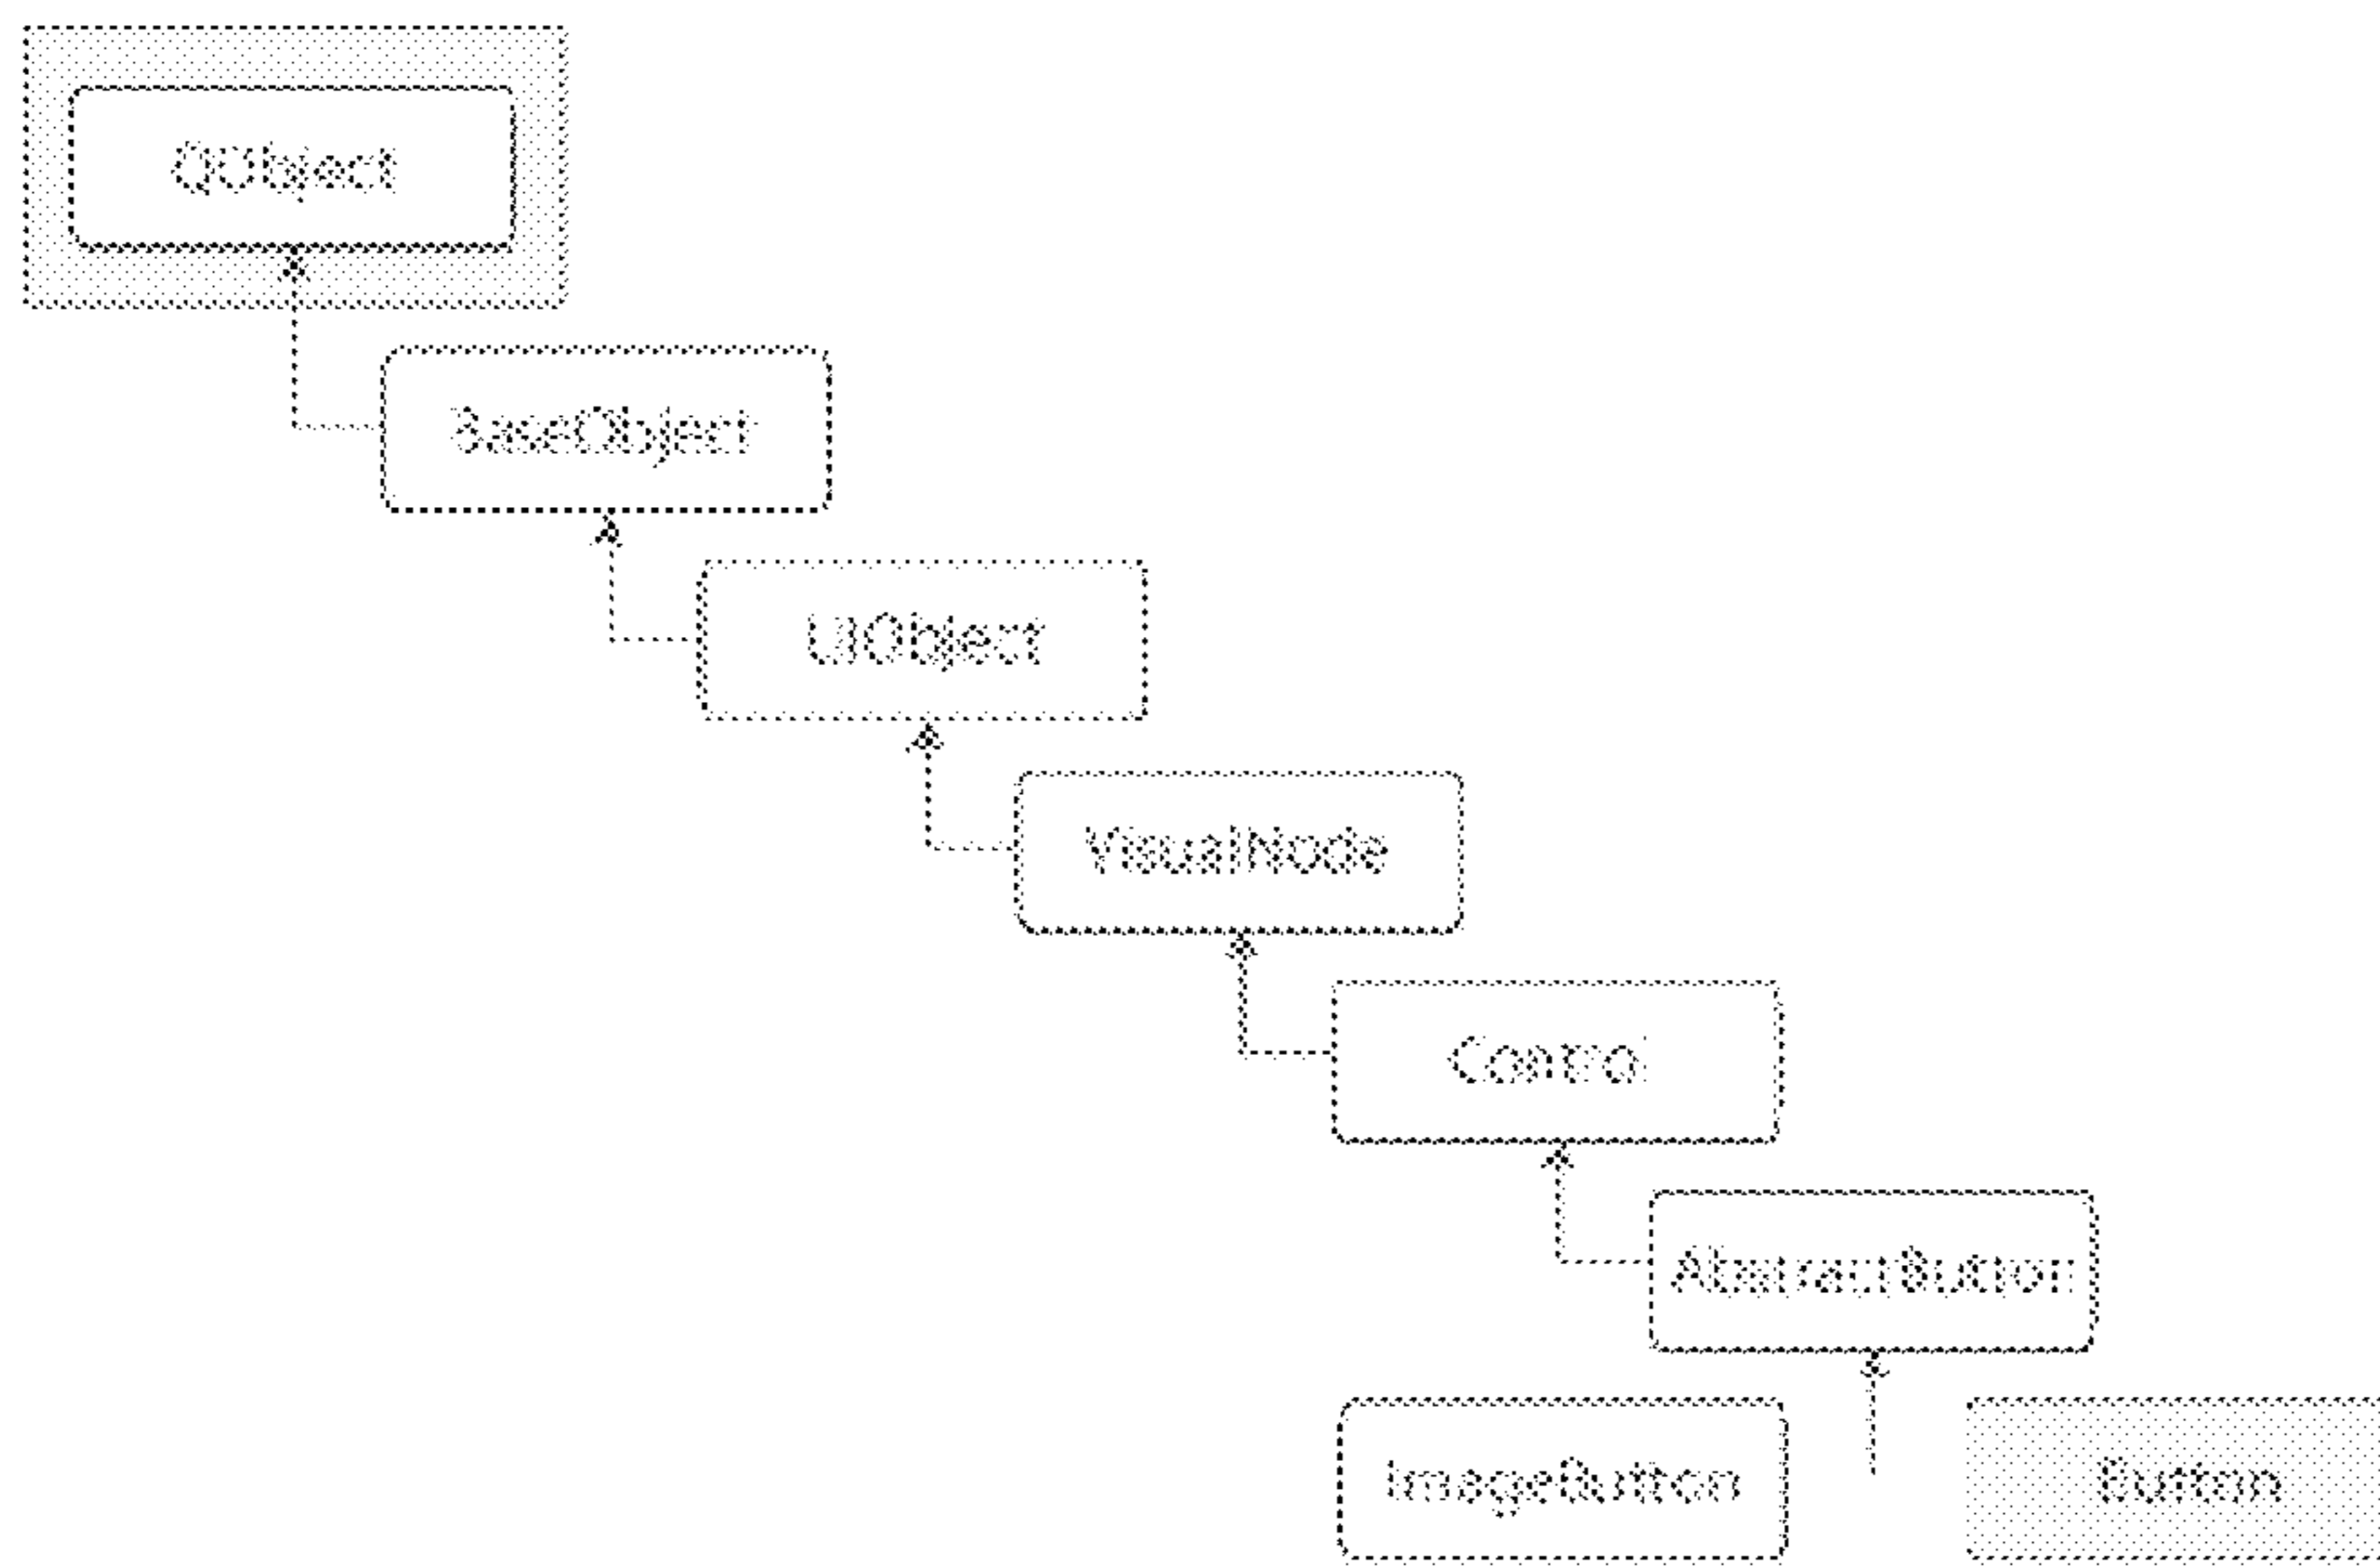 QObject
BaseObject
UIObject
VisualNode
Control
AbstractButton
ImageButton
Button